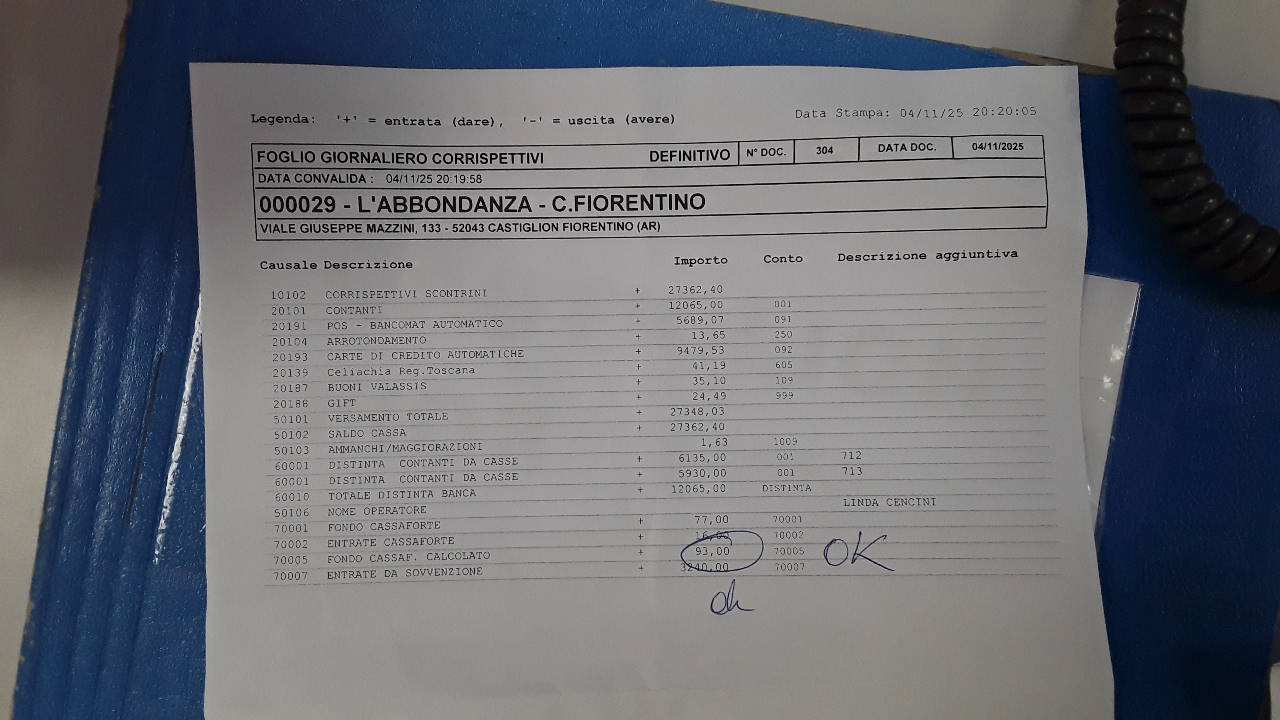 Legenda: '+' = entrata (dare), '-' = uscita (avere) Data Stampa: 04/11/25 20:20:05
FOGLIO GIORNALIERO CORRISPETTIVI DEFINITIVO N° DOC. 304 DATA DOC. 04/11/2025
DATA CONVALIDA : 04/11/25 20:19:58
000029 - L'ABBONDANZA - C.FIORENTINO
VIALE GIUSEPPE MAZZINI, 133 - 52043 CASTIGLION FIORENTINO (AR)
Causale Descrizione Importo Conto Descrizione aggiuntiva
10102 CORRISPETTIVI SCONTRINI + 27362,40
20101 CONTANTI + 12065,00 001
20191 POS - BANCOMAT AUTOMATICO + 5689,07 091
20104 ARROTONDAMENTO + 13,65 250
20193 CARTE DI CREDITO AUTOMATICHE + 9479,53 092
20139 Celiachia Reg.Toscana + 41,19 605
20187 BUONI VALASSIS + 35,10 109
20188 GIFT + 24,49 999
50101 VERSAMENTO TOTALE + 27348,03
50102 SALDO CASSA + 27362,40
50103 AMMANCHI/MAGGIORAZIONI 1,63 1009
60001 DISTINTA CONTANTI DA CASSE + 6135,00 001 712
60001 DISTINTA CONTANTI DA CASSE + 5930,00 001 713
60010 TOTALE DISTINTA BANCA + 12065,00 DISTINTA
50106 NOME OPERATORE LINDA CENCINI
70001 FONDO CASSAFORTE + 77,00 70001
70002 ENTRATE CASSAFORTE + 16,00 70002
70005 FONDO CASSAF. CALCOLATO + 93,00 70005 OK
70007 ENTRATE DA SOVVENZIONE + 3240,00 70007